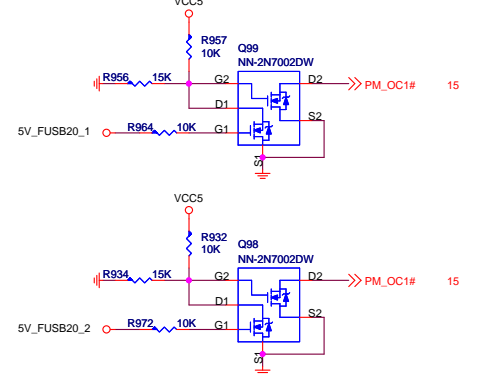 VCC5
R957
10K
Q99
NN-2N7002DW
R956 15K G2 D2 PM_OC1# 15
D1 S2
5V_FUSB20_1 R964 10K G1
S1
VCC5
R932
10K
Q98
NN-2N7002DW
R934 15K G2 D2 PM_OC1# 15
D1 S2
5V_FUSB20_2 R972 10K G1
S1